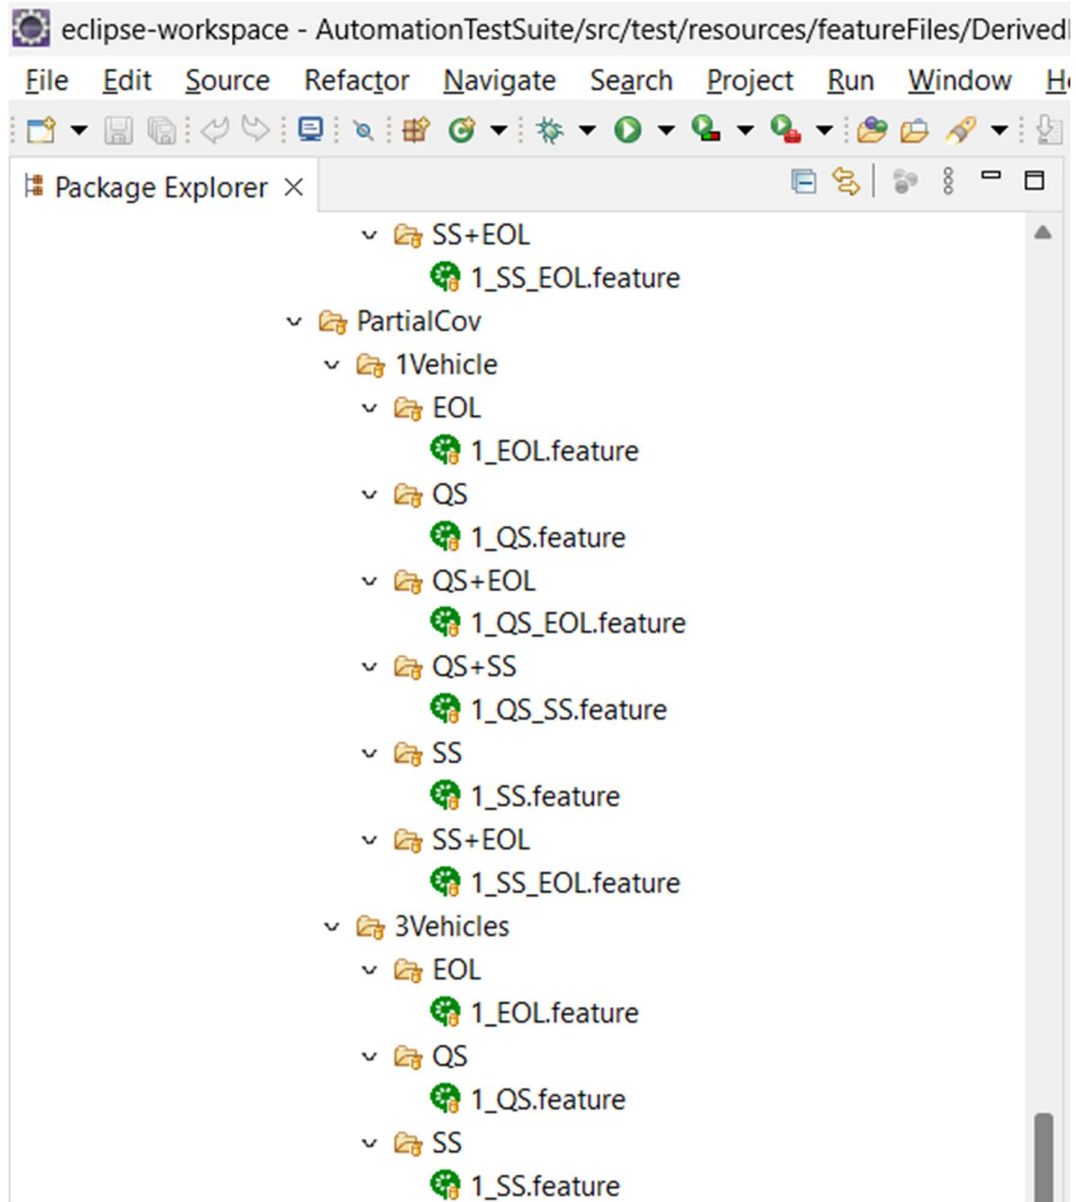 eclipse-workspace - AutomationTestSuite/src/test/resources/featureFiles/Derived
File Edit Source Refactor Navigate Search Project Run Window
Package Explorer
SS+EOL
1_SS_EOL.feature
PartialCov
1Vehicle
EOL
1_EOL.feature
QS
1_QS.feature
QS+EOL
1_QS_EOL.feature
QS+SS
1_QS_SS.feature
SS
1_SS.feature
SS+EOL
1_SS_EOL.feature
3Vehicles
EOL
1_EOL.feature
QS
1_QS.feature
SS
1_SS.feature